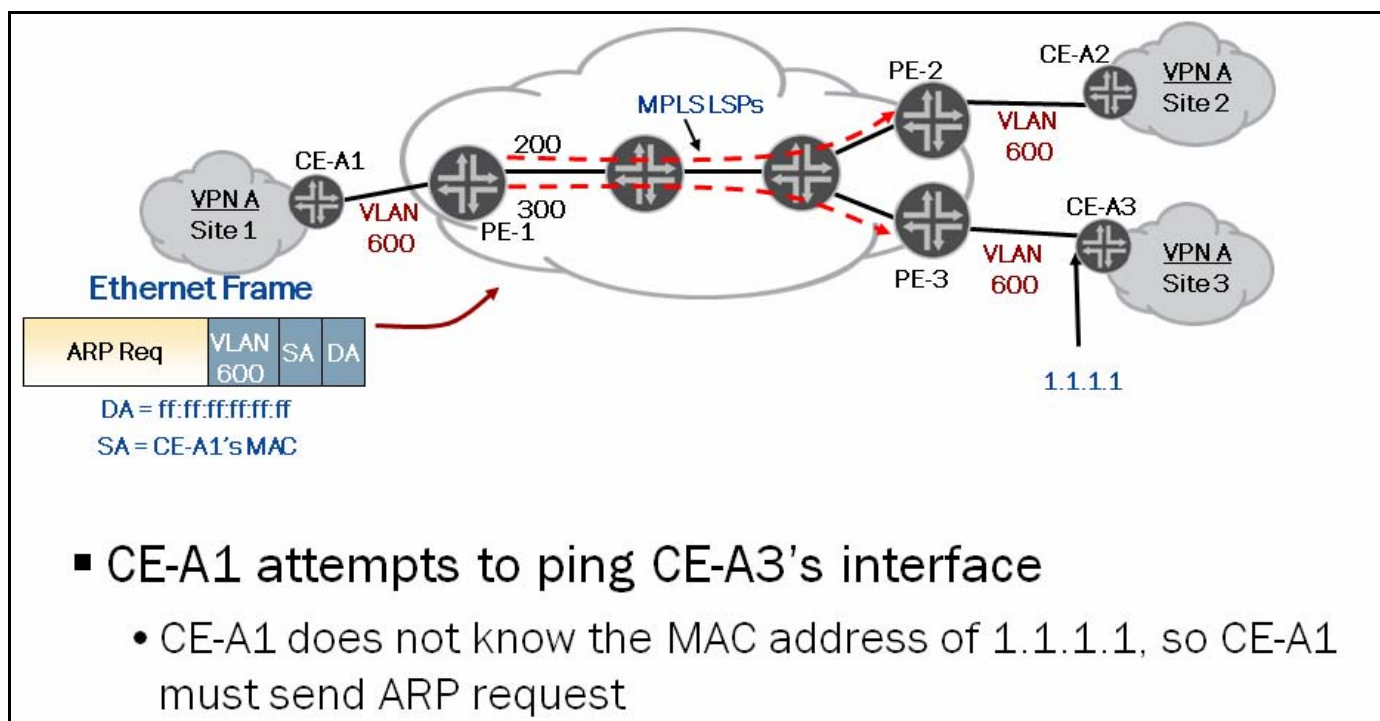 PE-2
CE-A2
VPN A
Site 2
MPLS LSPs
VLAN
600
200
CE-A1
VPN A
Site 1
VLAN
600
300
PE-1
CE-A3
VPN A
Site 3
VLAN
600
PE-3
Ethernet Frame
ARP Req
VLAN
600
SA
DA
1.1.1.1
DA = ff:ff:ff:ff:ff:ff
SA = CE-A1's MAC
▪ CE-A1 attempts to ping CE-A3's interface
• CE-A1 does not know the MAC address of 1.1.1.1, so CE-A1
must send ARP request